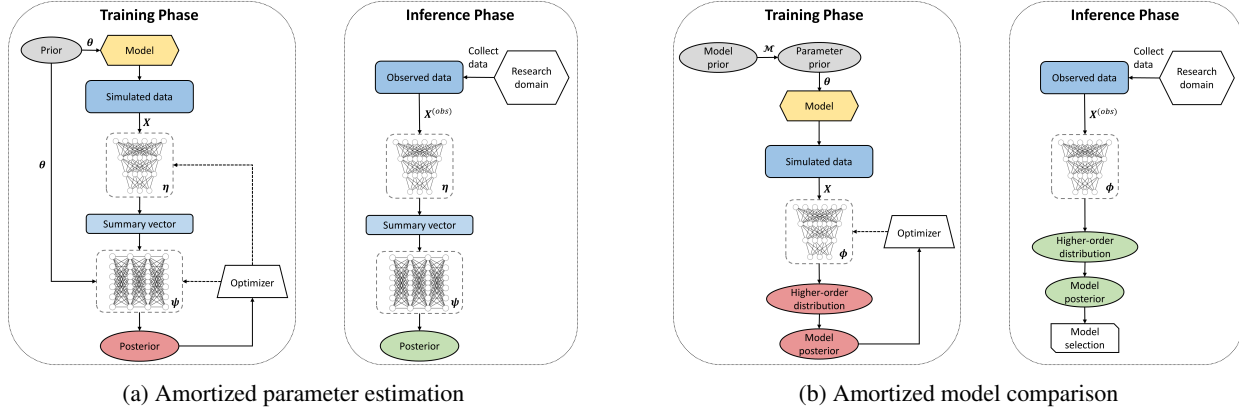 Training Phase
Prior
θ
Model
Simulated data
X
θ
η
Summary vector
ψ
Optimizer
Posterior
Inference Phase
Collect
data
Observed data
Research
domain
X(obs)
η
Summary vector
ψ
Posterior
(a) Amortized parameter estimation
Training Phase
Model
prior
ℳ
Parameter
prior
θ
Model
Simulated data
X
ϕ
Optimizer
Higher-order
distribution
Model
posterior
Inference Phase
Collect
data
Observed data
Research
domain
X(obs)
ϕ
Higher-order
distribution
Model
posterior
Model
selection
(b) Amortized model comparison